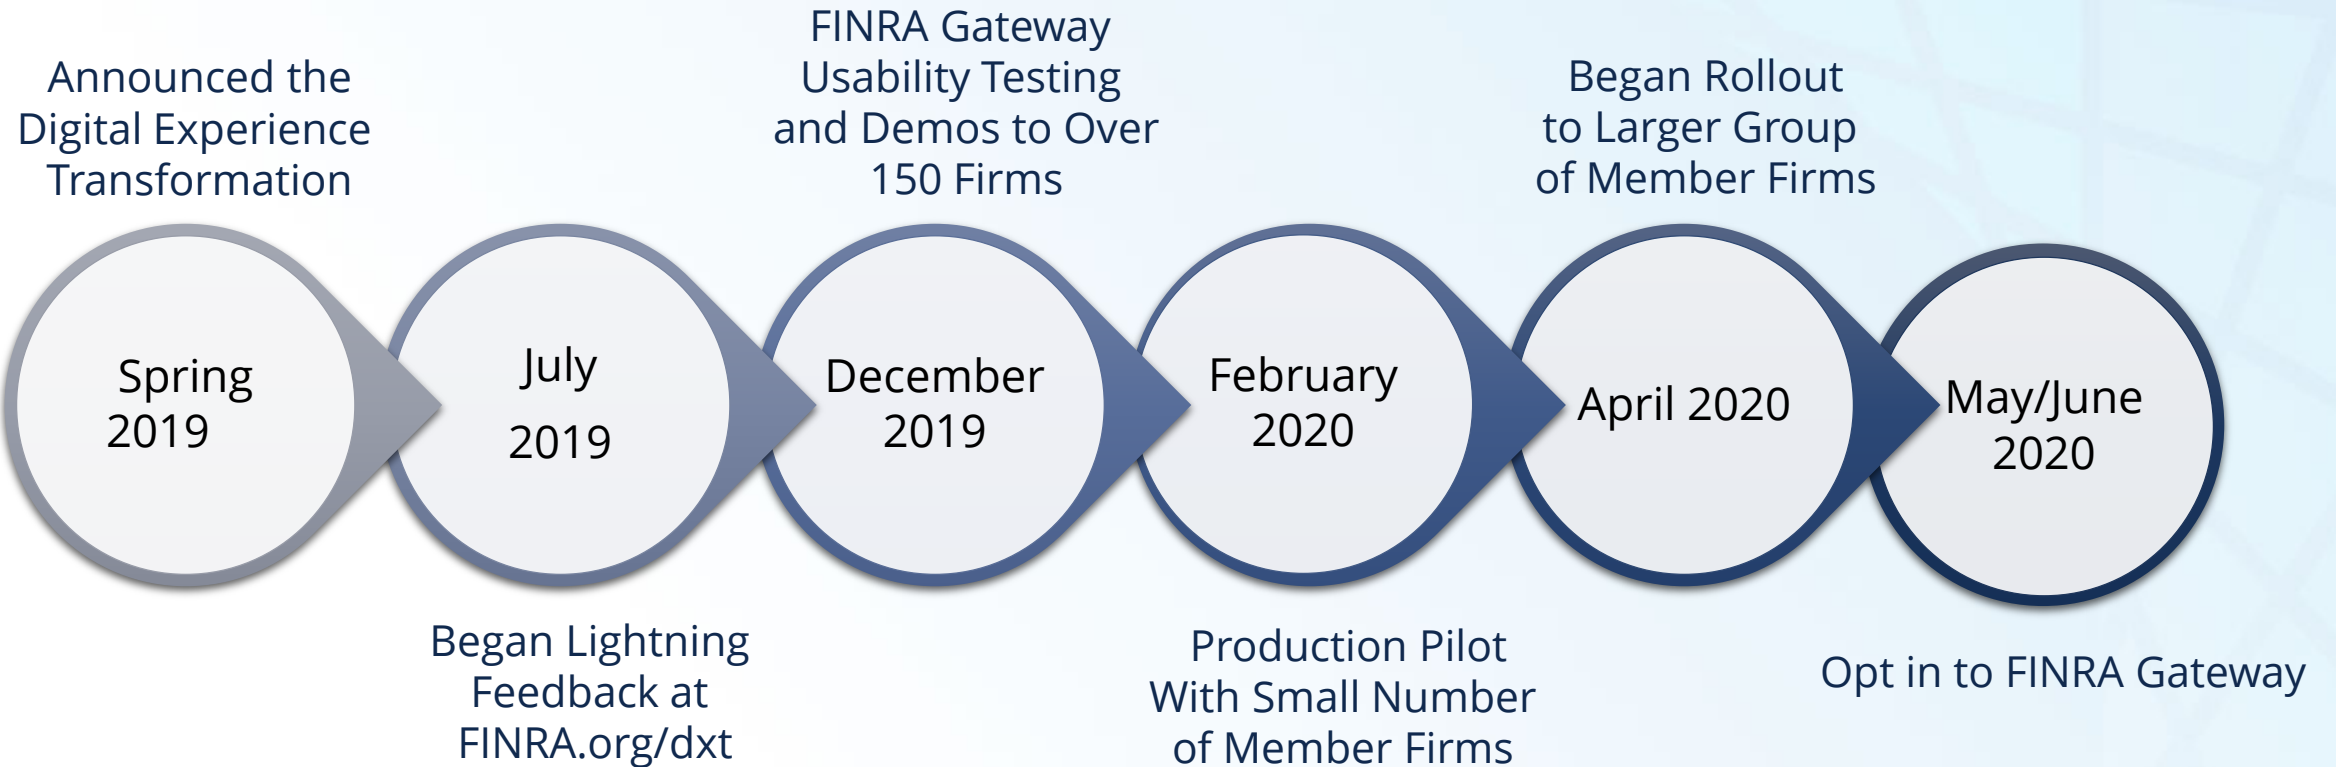 Announced the
Digital Experience
Transformation
Spring
2019
July
2019
Began Lightning
Feedback at
FINRA.org/dxt
FINRA Gateway
Usability Testing
and Demos to Over
150 Firms
December
2019
February
2020
Production Pilot
With Small Number
of Member Firms
Began Rollout
to Larger Group
of Member Firms
April 2020
May/June
2020
Opt in to FINRA Gateway